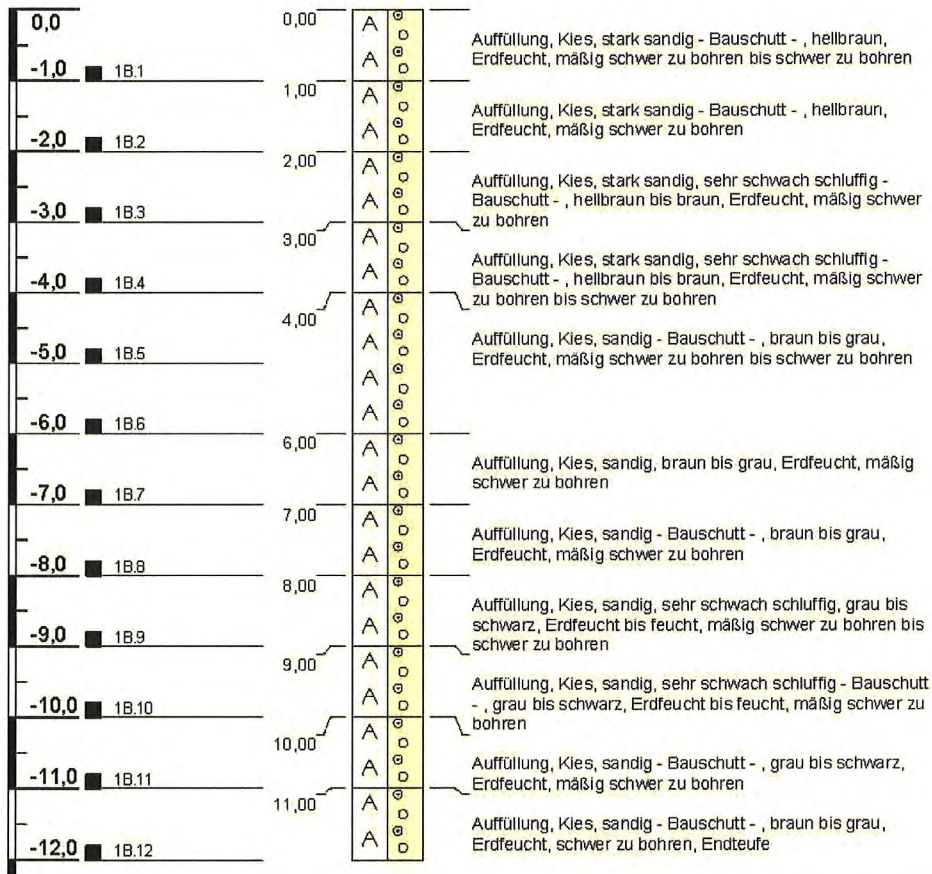 0,0
0,00
A
Auffüllung, Kies, stark sandig - Bauschutt - , hellbraun,
A
Erdfeucht, mäßig schwer zu bohren bis schwer zu bohren
-1,0 1B.1
1,00
A
Auffüllung, Kies, stark sandig - Bauschutt - , hellbraun,
A
Erdfeucht, mäßig schwer zu bohren
-2,0 1B.2
2,00
A
Auffüllung, Kies, stark sandig, sehr schwach schluffig -
A
Bauschutt - , hellbraun bis braun, Erdfeucht, mäßig schwer
-3,0 1B.3
zu bohren
3,00
A
Auffüllung, Kies, stark sandig, sehr schwach schluffig -
A
Bauschutt - , hellbraun bis braun, Erdfeucht, mäßig schwer
-4,0 1B.4
zu bohren bis schwer zu bohren
4,00
A
A
Auffüllung, Kies, sandig - Bauschutt - , braun bis grau,
-5,0 1B.5
Erdfeucht, mäßig schwer zu bohren bis schwer zu bohren
A
A
-6,0 1B.6
6,00
A
Auffüllung, Kies, sandig, braun bis grau, Erdfeucht, mäßig
A
schwer zu bohren
-7,0 1B.7
7,00
A
Auffüllung, Kies, sandig - Bauschutt - , braun bis grau,
A
Erdfeucht, mäßig schwer zu bohren
-8,0 1B.8
8,00
A
Auffüllung, Kies, sandig, sehr schwach schluffig, grau bis
A
schwarz, Erdfeucht bis feucht, mäßig schwer zu bohren bis
-9,0 1B.9
schwer zu bohren
9,00
A
Auffüllung, Kies, sandig, sehr schwach schluffig - Bauschutt
A
- , grau bis schwarz, Erdfeucht bis feucht, mäßig schwer zu
-10,0 1B.10
bohren
10,00
A
Auffüllung, Kies, sandig - Bauschutt - , grau bis schwarz,
A
Erdfeucht, mäßig schwer zu bohren
-11,0 1B.11
11,00
A
Auffüllung, Kies, sandig - Bauschutt - , braun bis grau,
A
Erdfeucht, schwer zu bohren, Endteufe
-12,0 1B.12